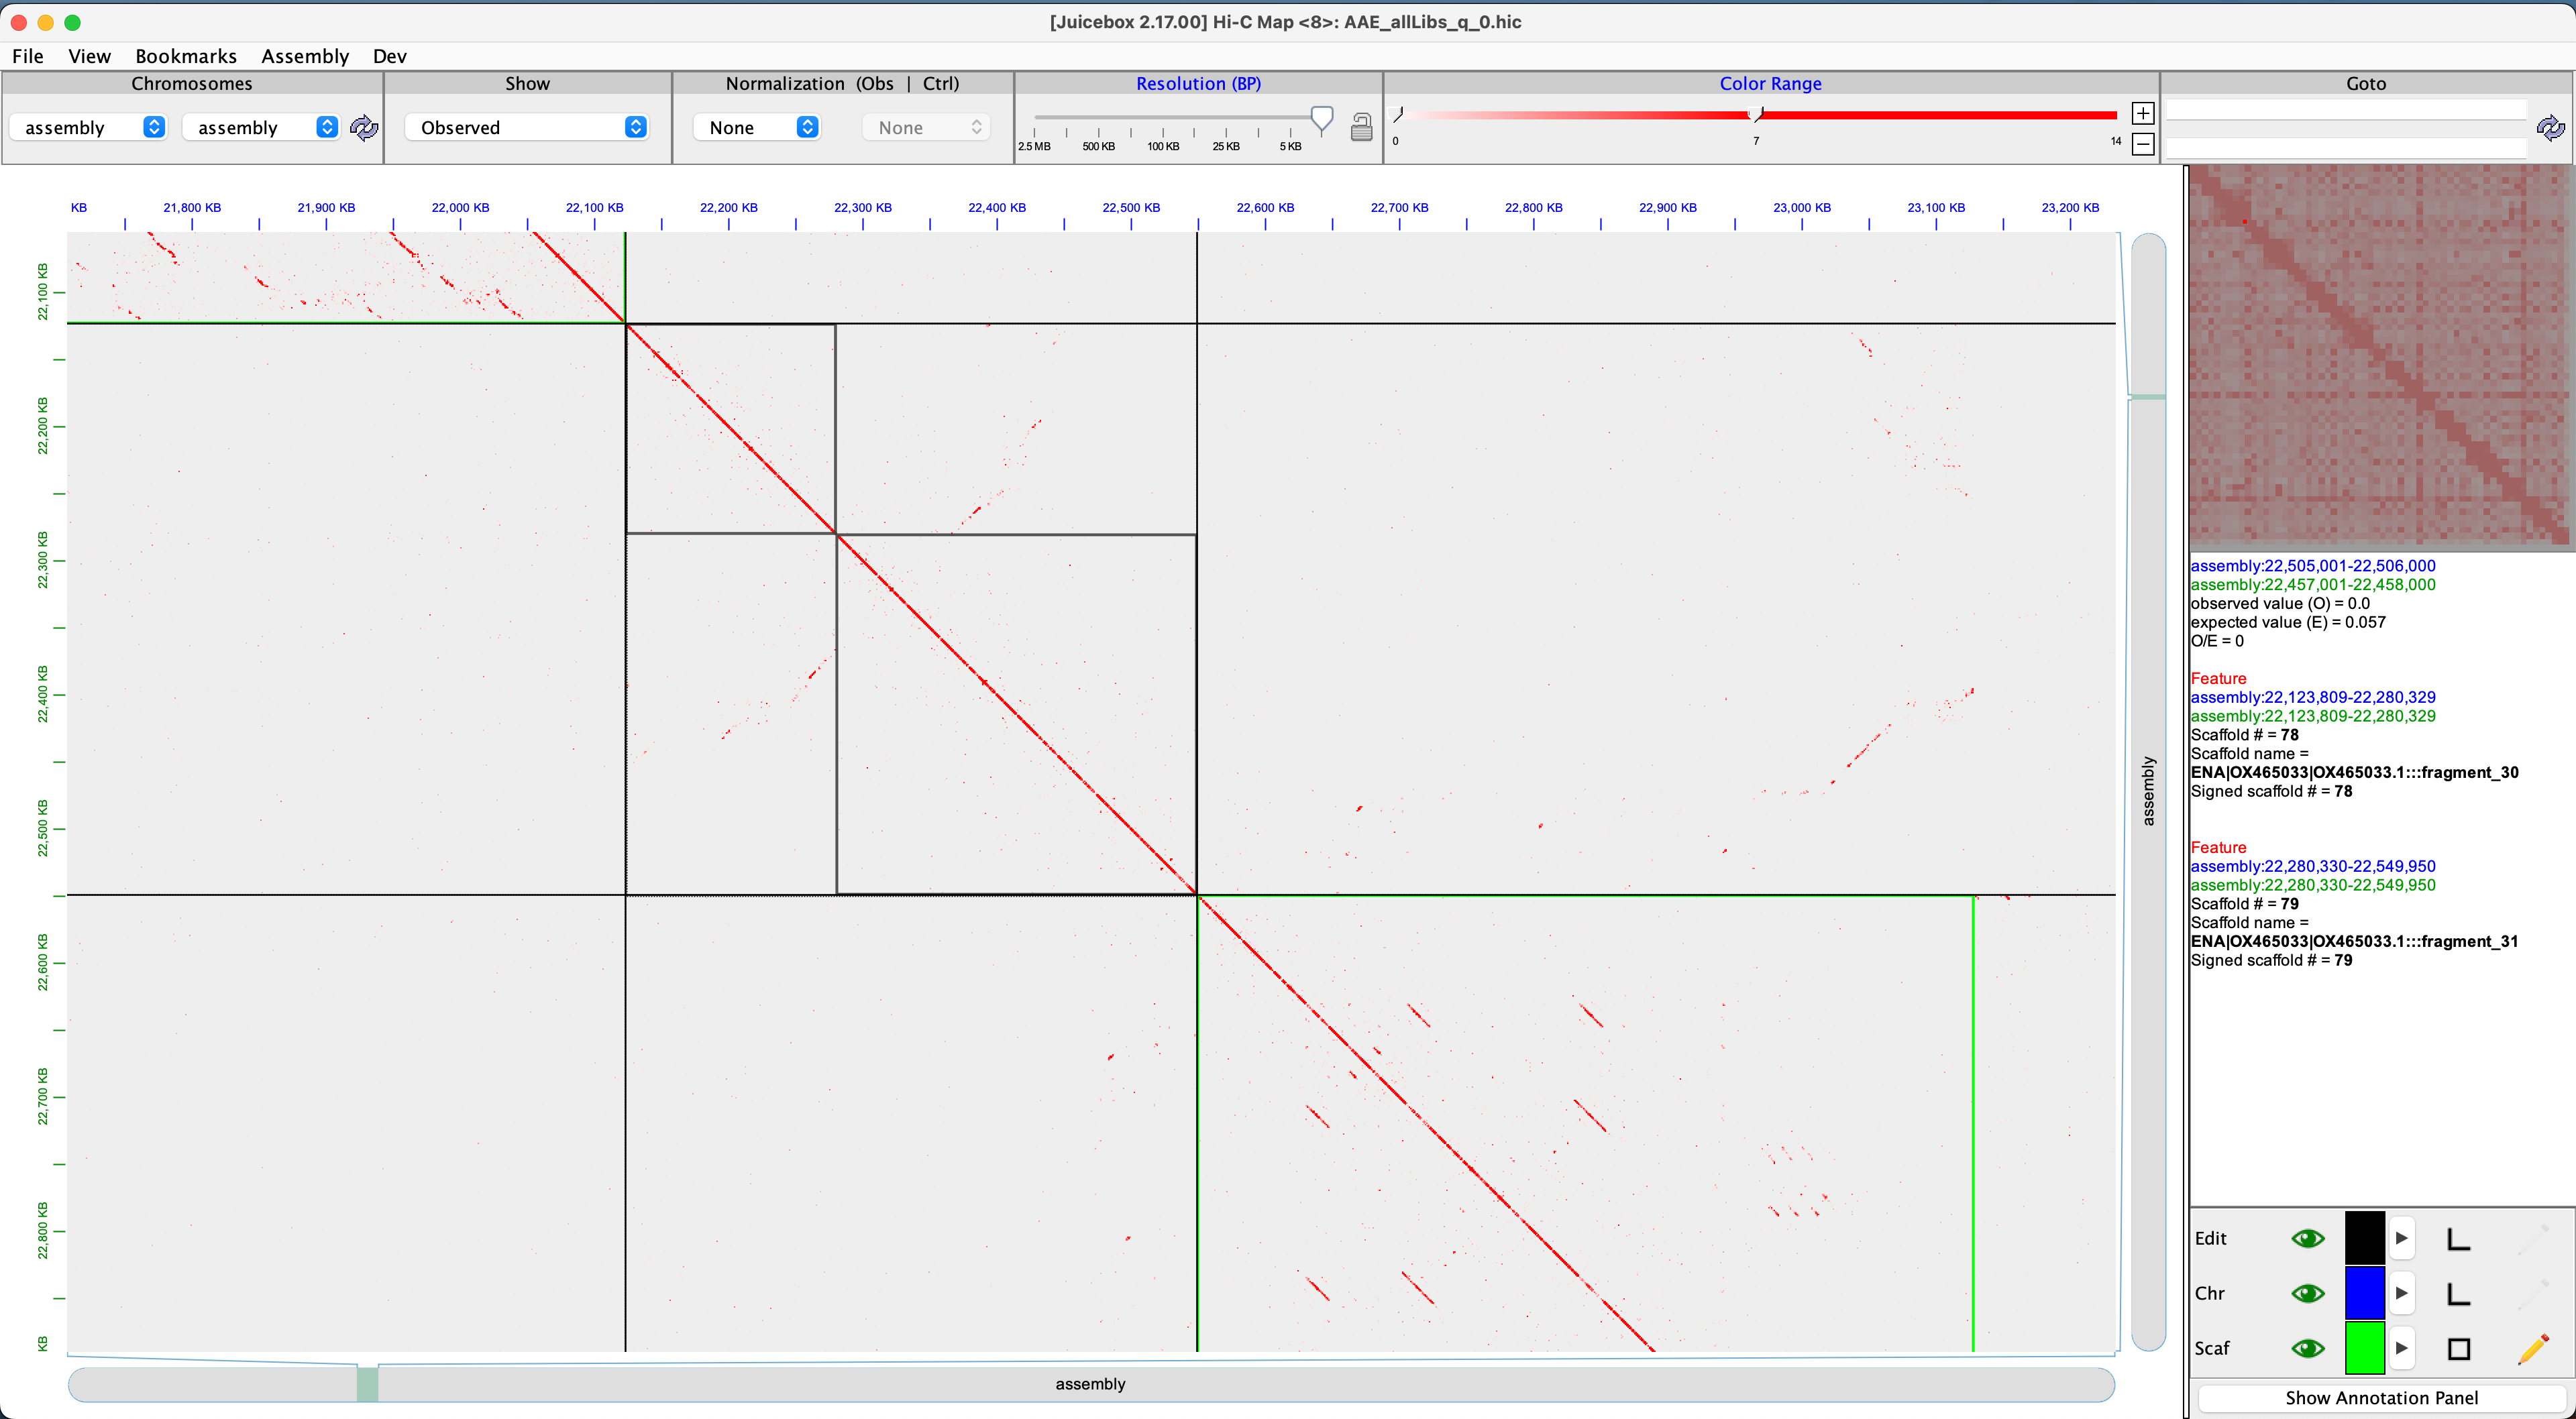 [Juicebox 2.17.00] Hi-C Map <8>: AAE_allLibs_q_0.hic
File View Bookmarks Assembly Dev
Chromosomes Show Normalization (Obs | Ctrl) Resolution (BP) Color Range Goto
assembly assembly Observed None None
2.5 MB 500 KB 100 KB 25 KB 5 KB
0 7 14
KB 21,800 KB 21,900 KB 22,000 KB 22,100 KB 22,200 KB 22,300 KB 22,400 KB 22,500 KB 22,600 KB 22,700 KB 22,800 KB 22,900 KB 23,000 KB 23,100 KB 23,200 KB
22,100 KB
22,200 KB
22,300 KB
22,400 KB
22,500 KB
22,600 KB
22,700 KB
22,800 KB
KB
assembly
assembly
assembly:22,505,001-22,506,000
assembly:22,457,001-22,458,000
observed value (O) = 0.0
expected value (E) = 0.057
O/E = 0
Feature
assembly:22,123,809-22,280,329
assembly:22,123,809-22,280,329
Scaffold # = 78
Scaffold name =
ENA|OX465033|OX465033.1:::fragment_30
Signed scaffold # = 78
Feature
assembly:22,280,330-22,549,950
assembly:22,280,330-22,549,950
Scaffold # = 79
Scaffold name =
ENA|OX465033|OX465033.1:::fragment_31
Signed scaffold # = 79
Edit
Chr
Scaf
Show Annotation Panel